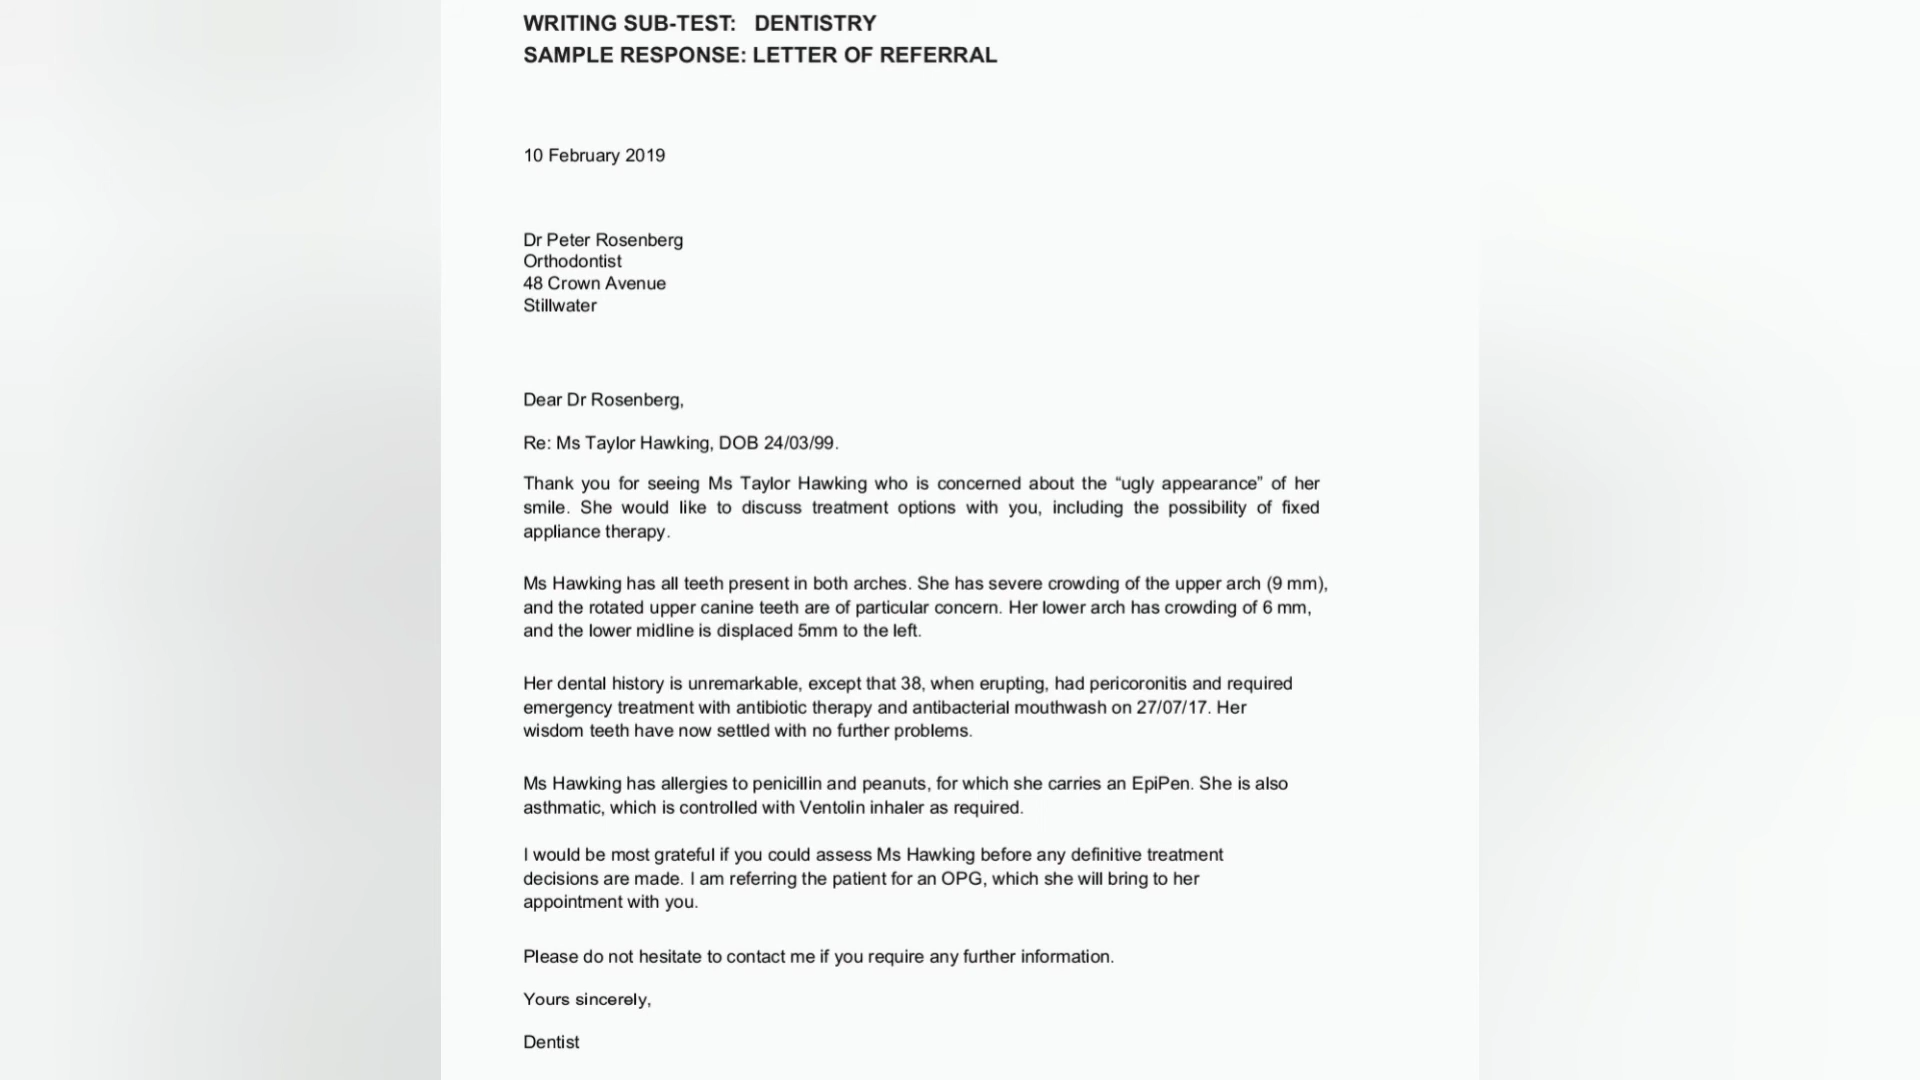 WRITING SUB-TEST: DENTISTRY
SAMPLE RESPONSE: LETTER OF REFERRAL
10 February 2019
Dr Peter Rosenberg
Orthodontist
48 Crown Avenue
Stillwater
Dear Dr Rosenberg,
Re: Ms Taylor Hawking, DOB 24/03/99.
Thank you for seeing Ms Taylor Hawking who is concerned about the “ugly appearance” of her
smile. She would like to discuss treatment options with you, including the possibility of fixed
appliance therapy.
Ms Hawking has all teeth present in both arches. She has severe crowding of the upper arch (9 mm),
and the rotated upper canine teeth are of particular concern. Her lower arch has crowding of 6 mm,
and the lower midline is displaced 5mm to the left.
Her dental history is unremarkable, except that 38, when erupting, had pericoronitis and required
emergency treatment with antibiotic therapy and antibacterial mouthwash on 27/07/17. Her
wisdom teeth have now settled with no further problems.
Ms Hawking has allergies to penicillin and peanuts, for which she carries an EpiPen. She is also
asthmatic, which is controlled with Ventolin inhaler as required.
I would be most grateful if you could assess Ms Hawking before any definitive treatment
decisions are made. I am referring the patient for an OPG, which she will bring to her
appointment with you.
Please do not hesitate to contact me if you require any further information.
Yours sincerely,
Dentist